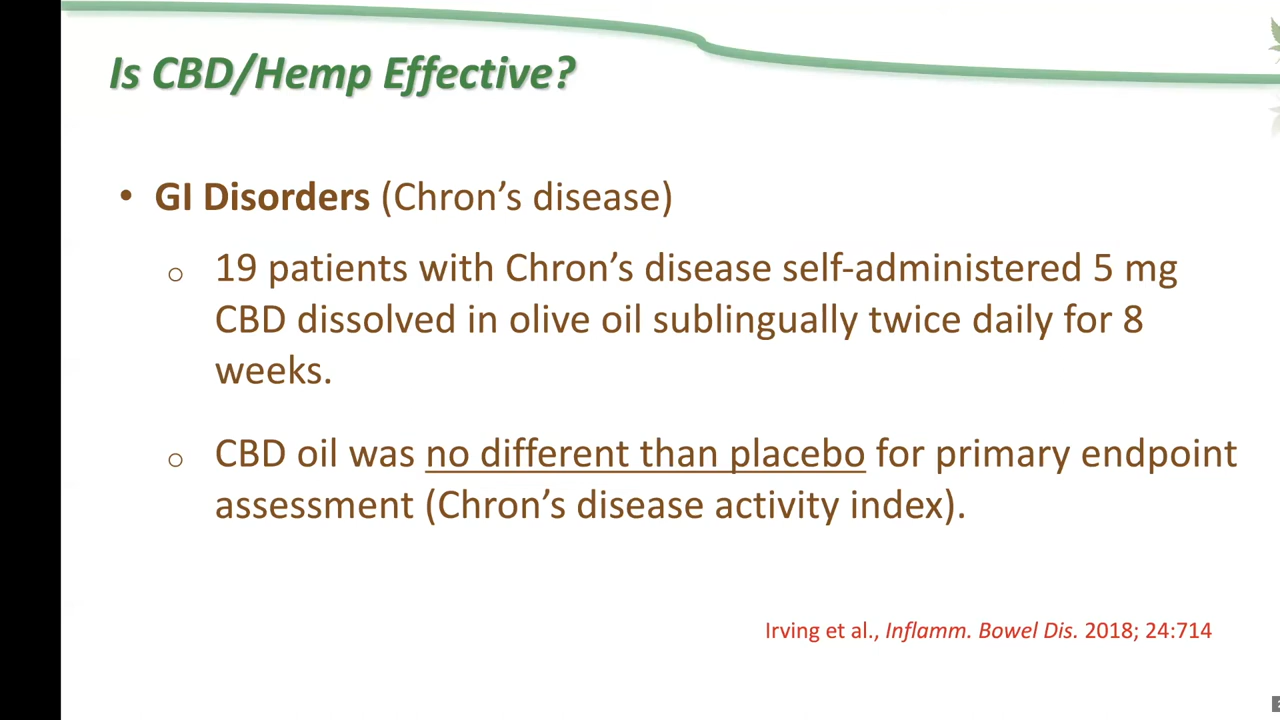 Is CBD/Hemp Effective?
• GI Disorders (Chron's disease)
o 19 patients with Chron's disease self-administered 5 mg
CBD dissolved in olive oil sublingually twice daily for 8
weeks.
o CBD oil was no different than placebo for primary endpoint
assessment (Chron's disease activity index).
Irving et al., Inflamm. Bowel Dis. 2018; 24:714